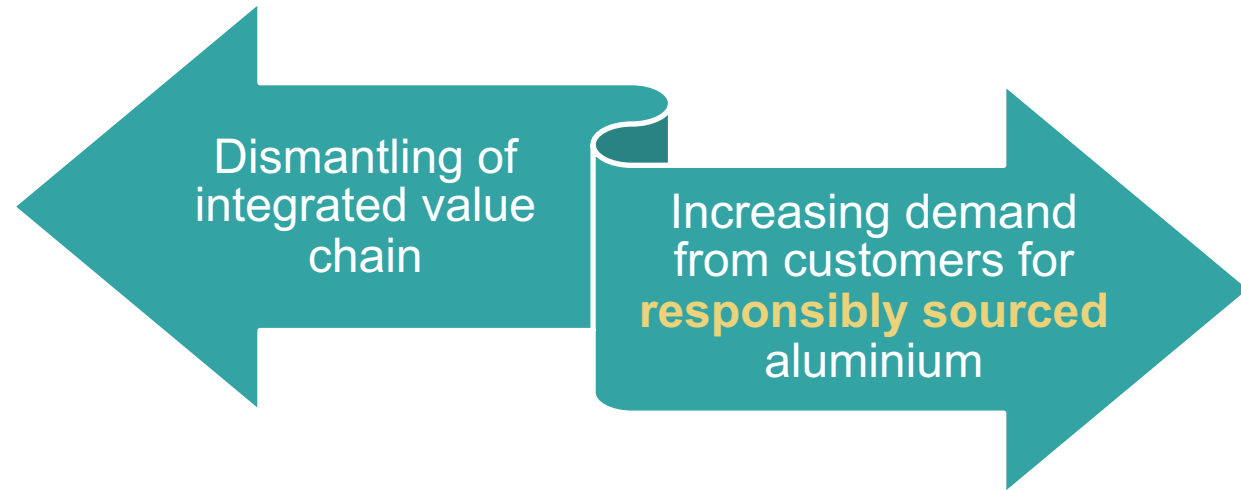 Dismantling of
integrated value
chain
Increasing demand
from customers for
responsibly sourced
aluminium